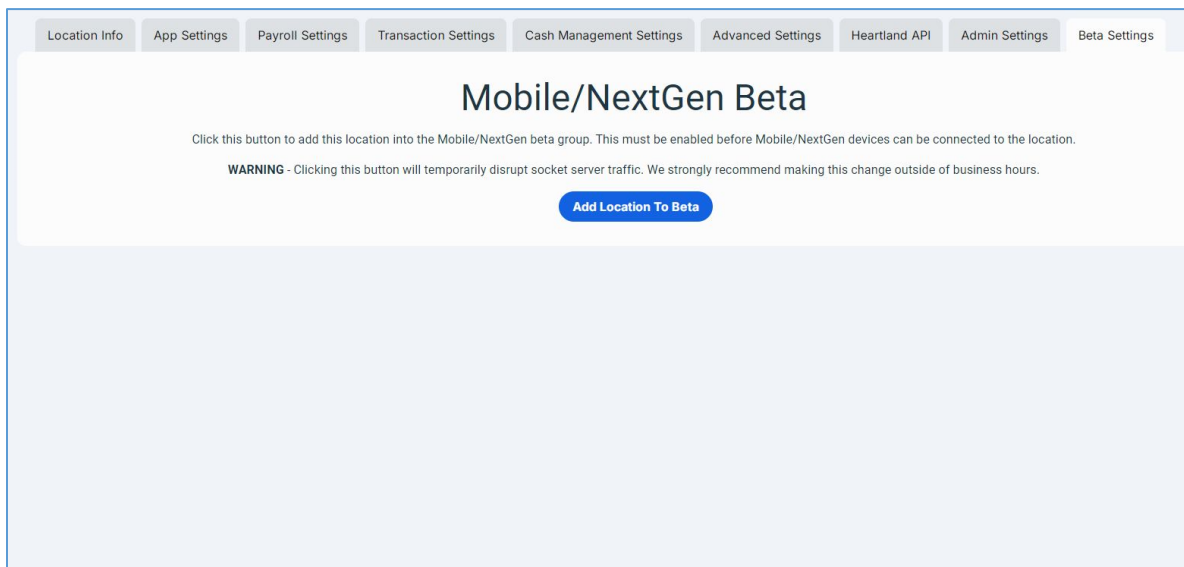 Location Info App Settings Payroll Settings Transaction Settings Cash Management Settings Advanced Settings Heartland API Admin Settings Beta Settings
Mobile/NextGen Beta
Click this button to add this location into the Mobile/NextGen beta group. This must be enabled before Mobile/NextGen devices can be connected to the location.
WARNING - Clicking this button will temporarily disrupt socket server traffic. We strongly recommend making this change outside of business hours.
Add Location To Beta